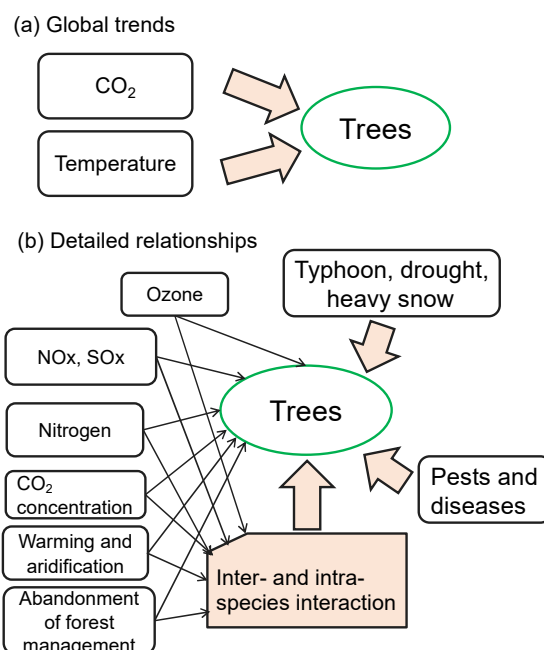 (a) Global trends
CO₂
Temperature
Trees
(b) Detailed relationships
Ozone
Typhoon, drought,
heavy snow
NOx, SOx
Trees
Nitrogen
CO₂
concentration
Pests and
diseases
Warming and
aridification
Inter- and intra-
species interaction
Abandonment
of forest
management